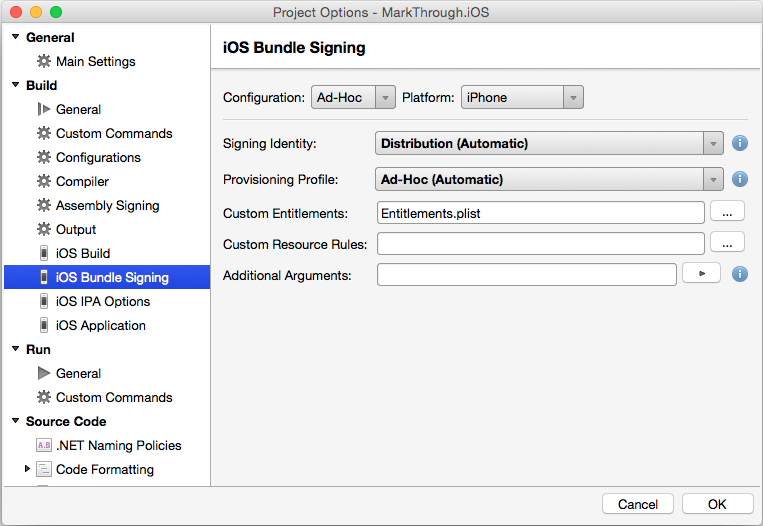 Project Options - MarkThrough.iOS
General
Main Settings
Build
General
Custom Commands
Configurations
Compiler
Assembly Signing
Output
iOS Build
iOS Bundle Signing
iOS IPA Options
iOS Application
Run
General
Custom Commands
Source Code
A.S .NET Naming Policies
Code Formatting
iOS Bundle Signing
Configuration: Ad-Hoc Platform: iPhone
Signing Identity: Distribution (Automatic) i
Provisioning Profile: Ad-Hoc (Automatic) i
Custom Entitlements: Entitlements.plist ...
Custom Resource Rules: ...
Additional Arguments: i
Cancel OK